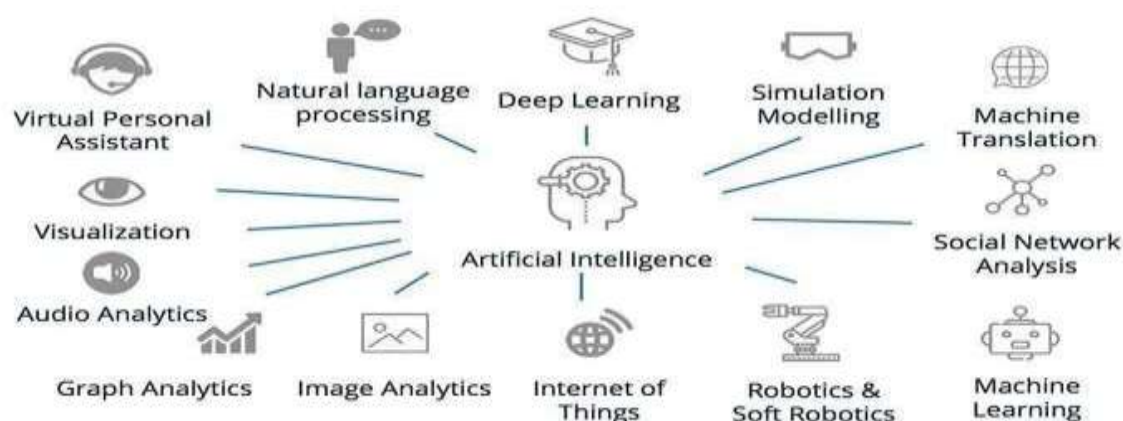 Virtual Personal
Assistant
Natural language
processing
Deep Learning
Simulation
Modelling
Machine
Translation
Visualization
Artificial Intelligence
Social Network
Analysis
Audio Analytics
Graph Analytics
Image Analytics
Internet of
Things
Robotics &
Soft Robotics
Machine
Learning